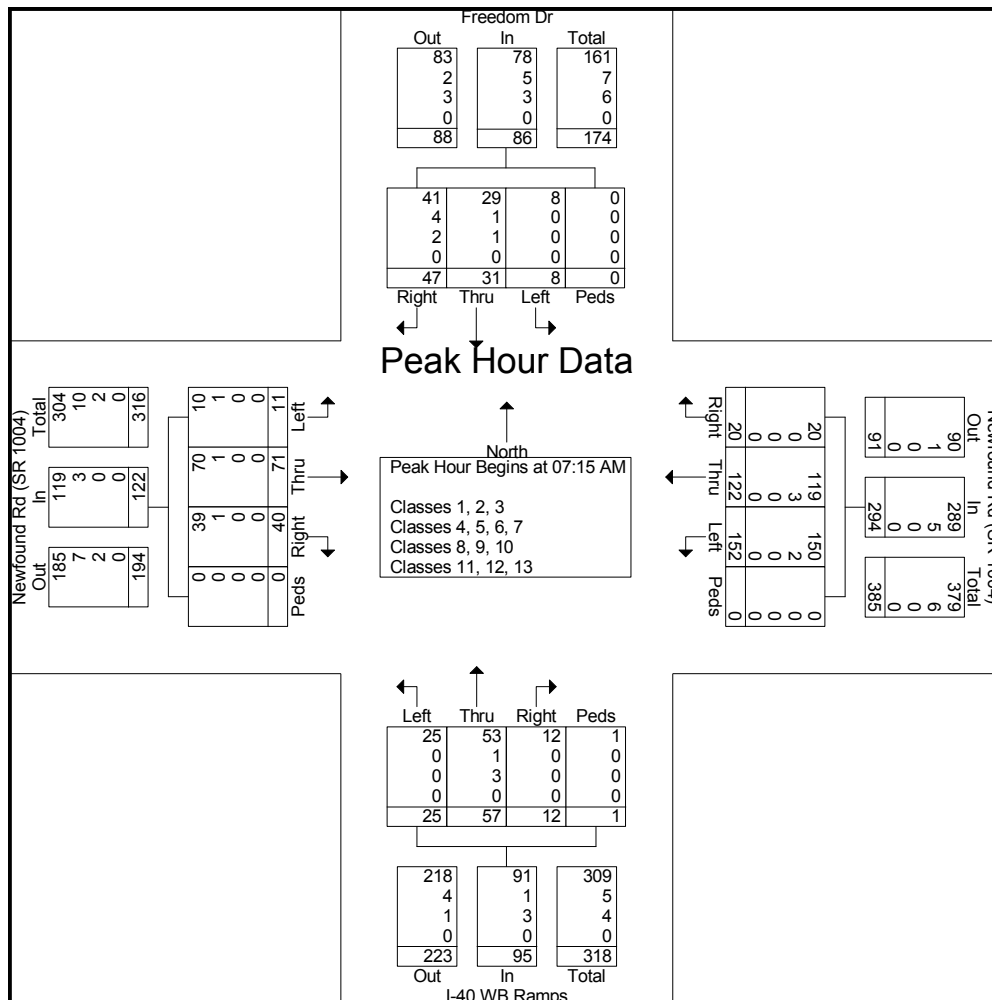 Freedom Dr
Out In Total
83 78 161
2 5 7
3 3 6
0 0 0
88 86 174
41 29 8 0
4 1 0 0
2 1 0 0
0 0 0 0
47 31 8 0
Right Thru Left Peds
Peak Hour Data
Newfound Rd (SR 1004)
Total In Out
304 119 185
10 3 7
2 0 2
0 0 0
316 122 194
10 70 39 0
1 1 1 0
0 0 0 0
0 0 0 0
11 71 40 0
Left Thru Right Peds
North
Peak Hour Begins at 07:15 AM
Classes 1, 2, 3
Classes 4, 5, 6, 7
Classes 8, 9, 10
Classes 11, 12, 13
Right Thru Left Peds
20 119 150 0
0 3 2 0
0 0 0 0
0 0 0 0
20 122 152 0
Newfound Rd (SR 1004)
Out In Total
90 289 379
1 5 6
0 0 0
0 0 0
91 294 385
Left Thru Right Peds
25 53 12 1
0 1 0 0
0 3 0 0
0 0 0 0
25 57 12 1
218 91 309
4 1 5
1 3 4
0 0 0
223 95 318
Out In Total
I-40 WB Ramps